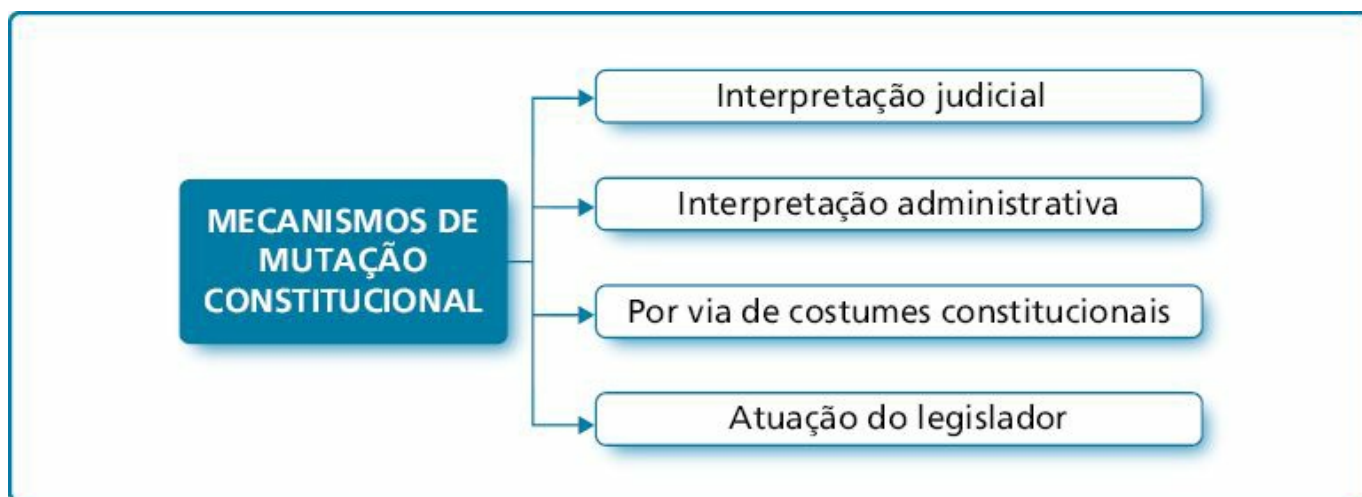 MECANISMOS DE
MUTAÇÃO
CONSTITUCIONAL
Interpretação judicial
Interpretação administrativa
Por via de costumes constitucionais
Atuação do legislador